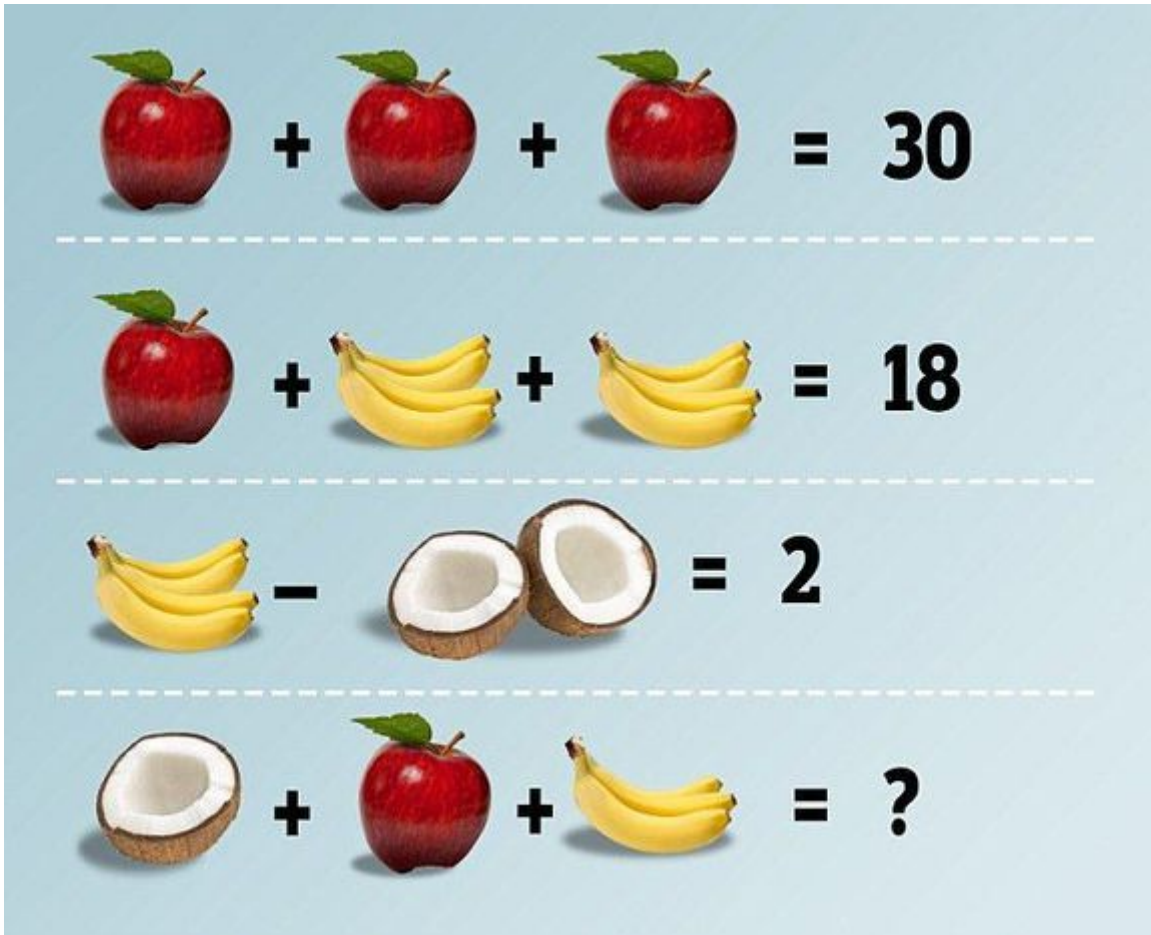 + + = 30
+ + = 18
− = 2
+ + = ?